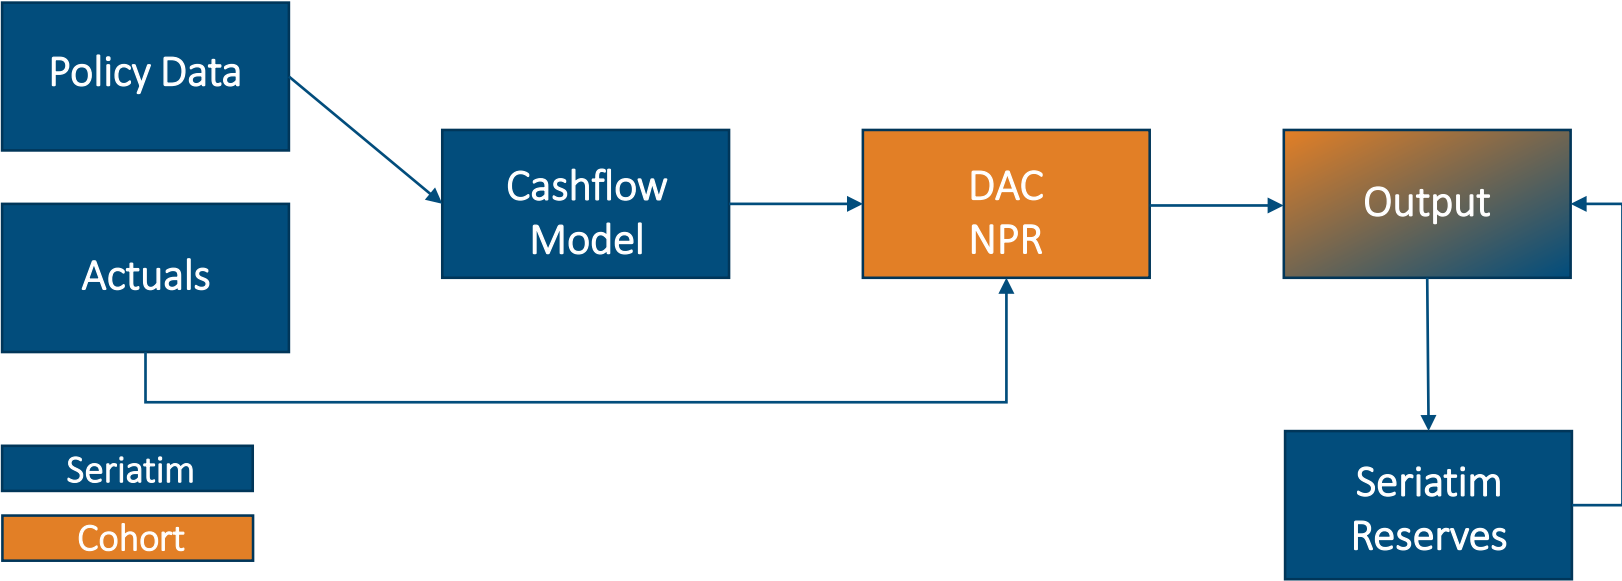 Policy Data
Actuals
Cashflow
Model
DAC
NPR
Output
Seriatim
Reserves
Seriatim
Cohort